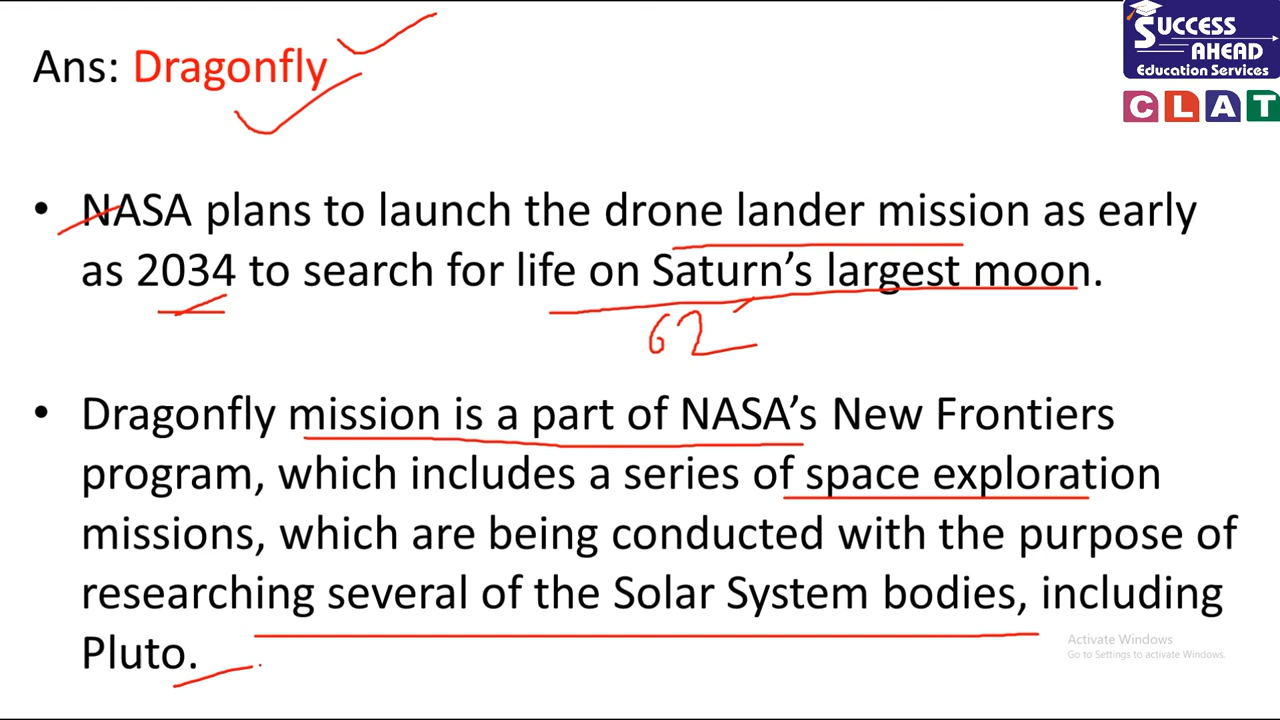 SUCCESS
AHEAD
Education Services
CLAT
Ans: Dragonfly
• NASA plans to launch the drone lander mission as early
as 2034 to search for life on Saturn's largest moon.
62
• Dragonfly mission is a part of NASA's New Frontiers
program, which includes a series of space exploration
missions, which are being conducted with the purpose of
researching several of the Solar System bodies, including
Pluto.
Activate Windows
Go to Settings to activate Windows.